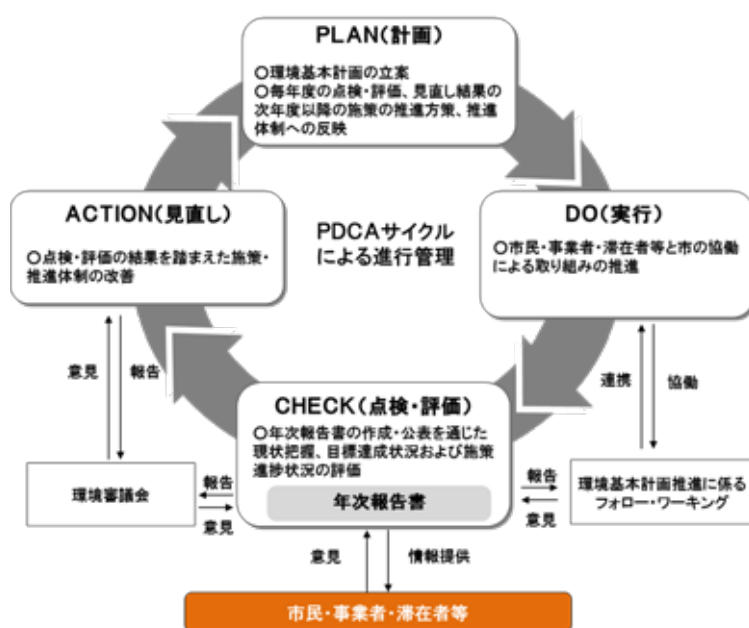 PLAN(計画)
○環境基本計画の立案
○毎年度の点検・評価、見直し結果の
次年度以降の施策の推進方策、推進
体制への反映
ACTION(見直し)
○点検・評価の結果を踏まえた施策・
推進体制の改善
PDCAサイクル
による進行管理
DO(実行)
○市民・事業者・滞在者等と市の協働
による取り組みの推進
意見
報告
連携
協働
CHECK(点検・評価)
○年次報告書の作成・公表を通じた
現状把握、目標達成状況および施策
進捗状況の評価
年次報告書
環境審議会
報告
意見
報告
意見
環境基本計画推進に係る
フォロー・ワーキング
意見
情報提供
市民・事業者・滞在者等